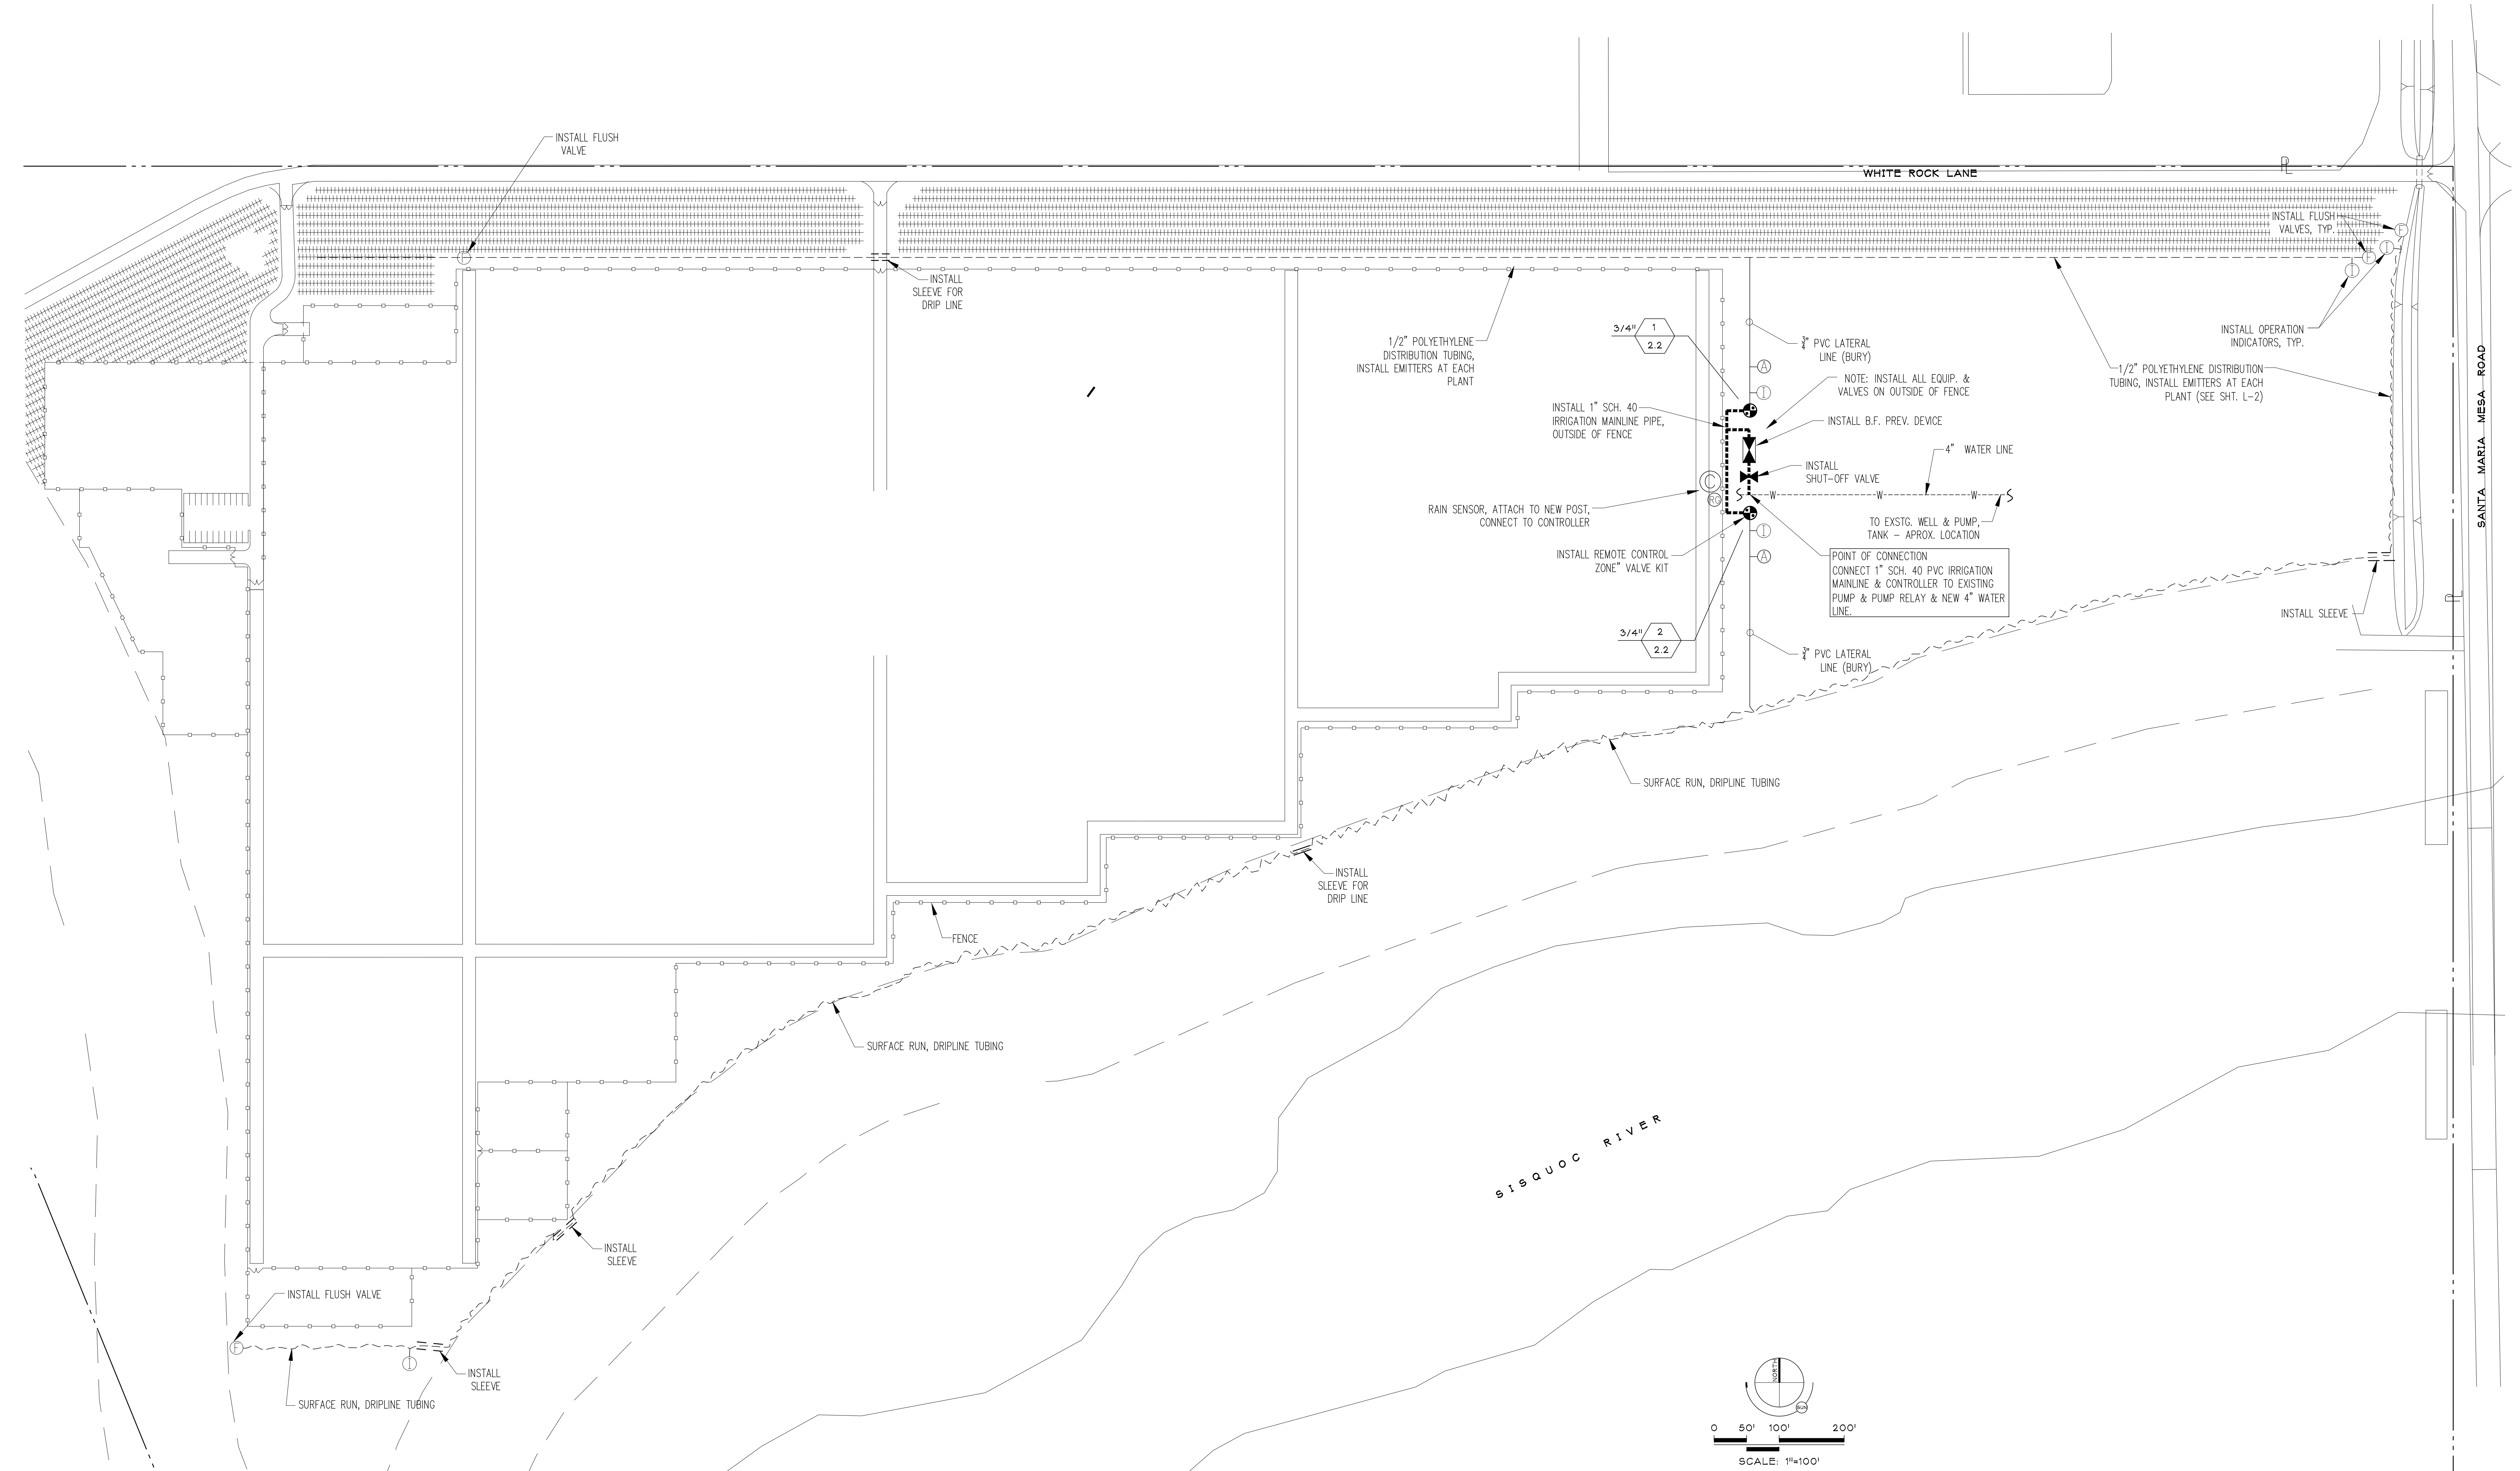 INSTALL FLUSH
VALVE
WHITE ROCK LANE
PL
INSTALL FLUSH
VALVES, TYP.
F
F
I
F
I
INSTALL
SLEEVE FOR
DRIP LINE
INSTALL OPERATION
INDICATORS, TYP.
1/2" POLYETHYLENE
DISTRIBUTION TUBING,
INSTALL EMITTERS AT EACH
PLANT
3/4"
1
2.2
3/4" PVC LATERAL
LINE (BURY)
A
I
NOTE: INSTALL ALL EQUIP. &
VALVES ON OUTSIDE OF FENCE
1/2" POLYETHYLENE DISTRIBUTION
TUBING, INSTALL EMITTERS AT EACH
PLANT (SEE SHT. L-2)
SANTA MARIA MESA ROAD
INSTALL 1" SCH. 40
IRRIGATION MAINLINE PIPE,
OUTSIDE OF FENCE
INSTALL B.F. PREV. DEVICE
4" WATER LINE
INSTALL
SHUT-OFF VALVE
C
RQ
W
W
W
RAIN SENSOR, ATTACH TO NEW POST,
CONNECT TO CONTROLLER
TO EXSTG. WELL & PUMP,
TANK - APROX. LOCATION
I
A
INSTALL REMOTE CONTROL
ZONE" VALVE KIT
POINT OF CONNECTION
CONNECT 1" SCH. 40 PVC IRRIGATION
MAINLINE & CONTROLLER TO EXISTING
PUMP & PUMP RELAY & NEW 4" WATER
LINE.
INSTALL SLEEVE
3/4"
2
2.2
3/4" PVC LATERAL
LINE (BURY)
SURFACE RUN, DRIPLINE TUBING
INSTALL
SLEEVE FOR
DRIP LINE
FENCE
SURFACE RUN, DRIPLINE TUBING
SISQUOC RIVER
INSTALL
SLEEVE
INSTALL FLUSH VALVE
F
I
INSTALL
SLEEVE
SURFACE RUN, DRIPLINE TUBING
NORTH
SUN
0 50' 100' 200'
SCALE: 1"=100'